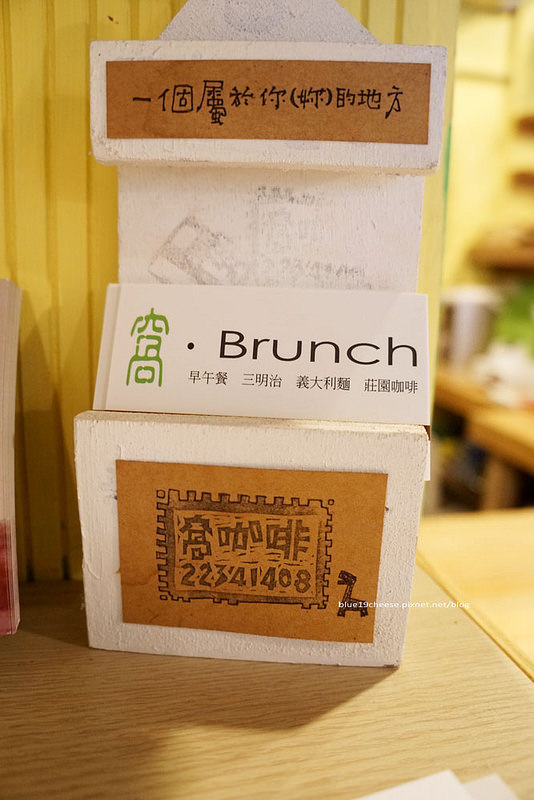 一個屬於你(妳)的地方
窩・Brunch
早午餐 三明治 義大利麵 莊園咖啡
窩咖啡
22341408
blue19cheese.pixnet.net/blog